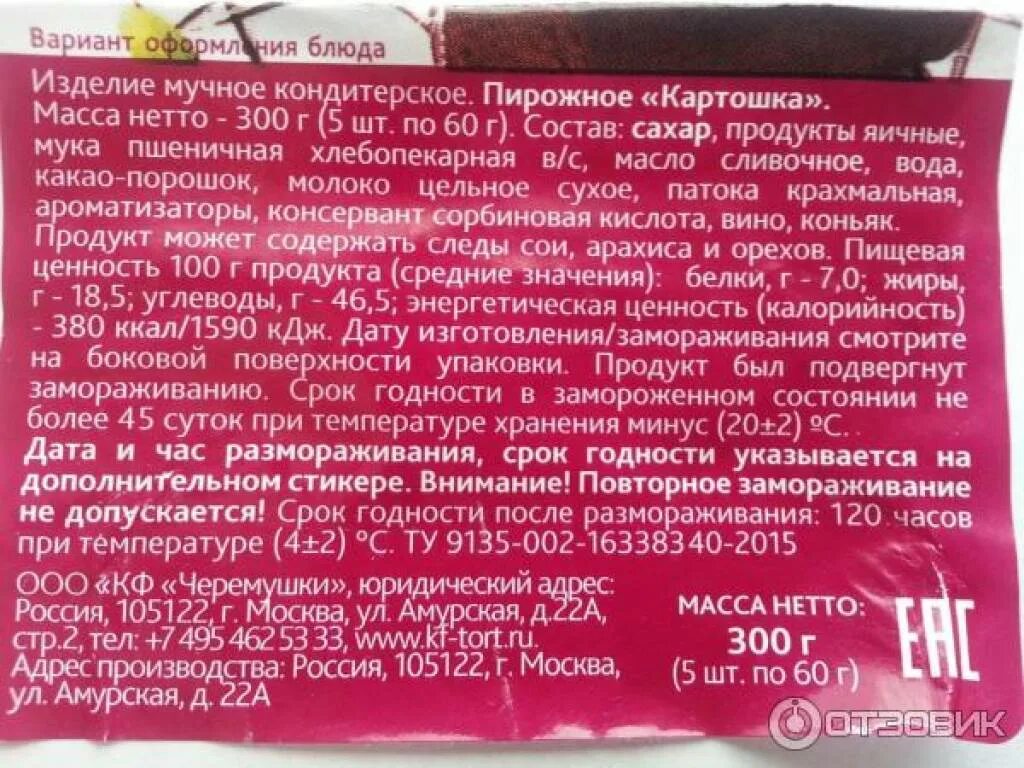 Вариант оформления блюда
Изделие мучное кондитерское. Пирожное «Картошка».
Масса нетто - 300 г (5 шт. по 60 г). Состав: сахар, продукты яичные,
мука пшеничная хлебопекарная в/с, масло сливочное, вода,
какао-порошок, молоко цельное сухое, патока крахмальная,
ароматизаторы, консервант сорбиновая кислота, вино, коньяк.
Продукт может содержать следы сои, арахиса и орехов. Пищевая
ценность 100 г продукта (средние значения): белки, г - 7,0; жиры,
г - 18,5; углеводы, г - 46,5; энергетическая ценность (калорийность)
- 380 ккал/1590 кДж. Дату изготовления/замораживания смотрите
на боковой поверхности упаковки. Продукт был подвергнут
замораживанию. Срок годности в замороженном состоянии не
более 45 суток при температуре хранения минус (20±2) ºС.
Дата и час размораживания, срок годности указывается на
дополнительном стикере. Внимание! Повторное замораживание
не допускается! Срок годности после размораживания: 120 часов
при температуре (4±2) °С. ТУ 9135-002-16338340-2015
ООО «КФ «Черемушки», юридический адрес:
Россия, 105122, г. Москва, ул. Амурская, д.22А,
стр.2, тел: +7 495 462 53 33, www.kf-tort.ru.
Адрес производства: Россия, 105122, г. Москва,
ул. Амурская, д. 22А
МАССА НЕТТО:
300 г
(5 шт. по 60 г)
EAC
ОТЗОВИК